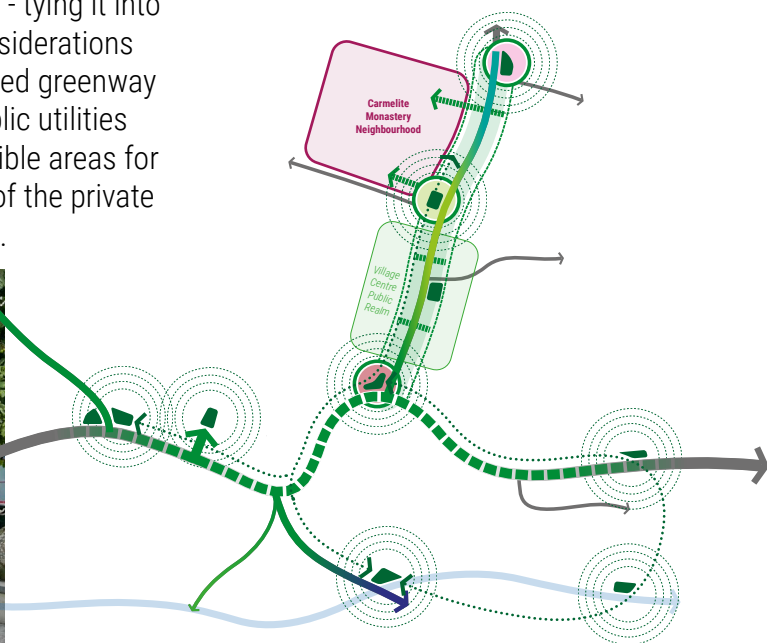 - tying it into
siderations
ed greenway
lic utilities
ible areas for
of the private
.
Carmelite
Monastery
Neighbourhood
Village
Centre
Public
Realm